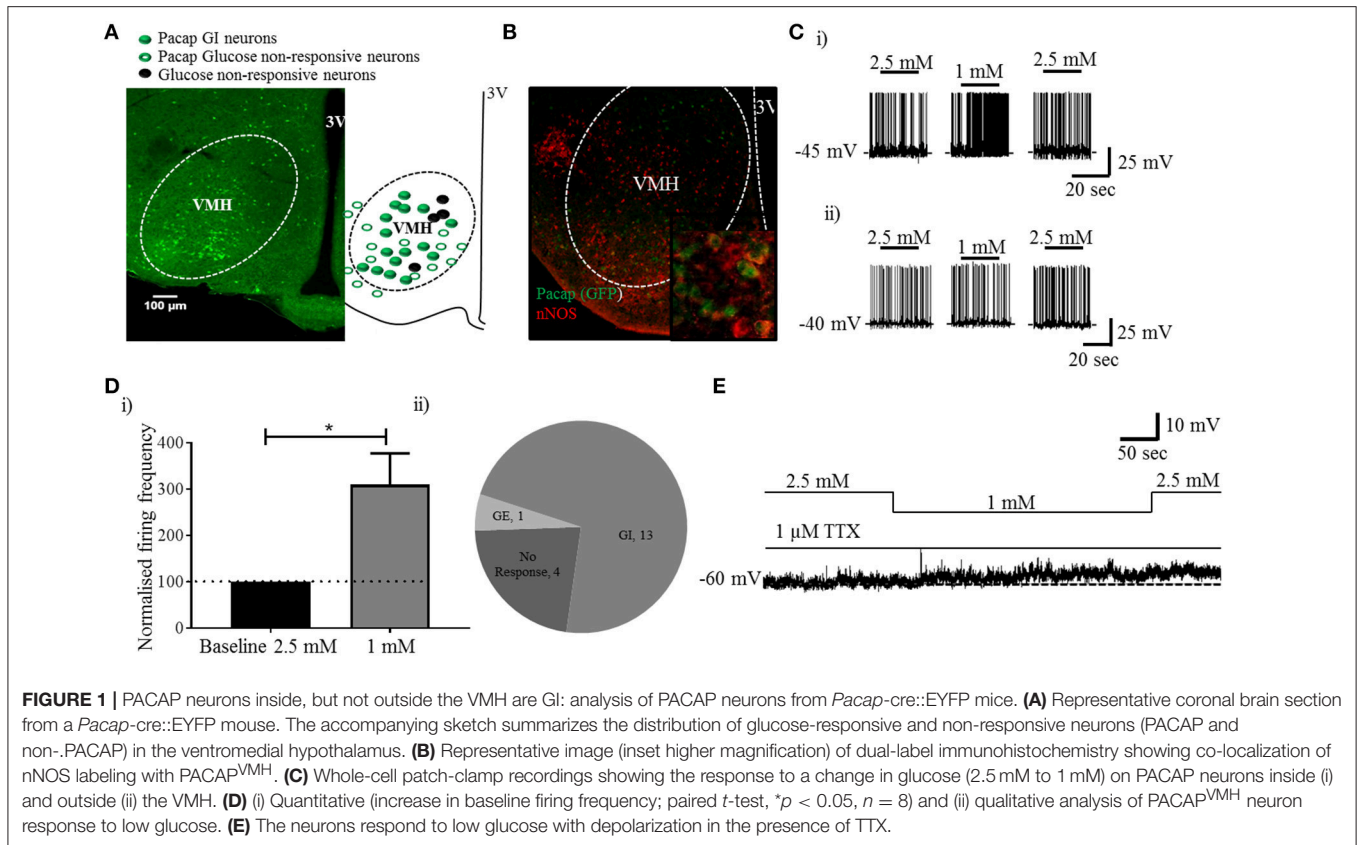 A
Pacap GI neurons
Pacap Glucose non-responsive neurons
Glucose non-responsive neurons
3V
3V
VMH
VMH
100 µm
B
3V
VMH
Pacap (GFP)
nNOS
C
i)
2.5 mM
1 mM
2.5 mM
-45 mV
25 mV
20 sec
ii)
2.5 mM
1 mM
2.5 mM
-40 mV
25 mV
20 sec
D
i)
*
Normalised firing frequency
400
300
200
100
0
Baseline 2.5 mM
1 mM
ii)
GE, 1
GI, 13
No
Response, 4
E
10 mV
50 sec
2.5 mM
1 mM
2.5 mM
1 µM TTX
-60 mV
FIGURE 1 | PACAP neurons inside, but not outside the VMH are GI: analysis of PACAP neurons from Pacap-cre::EYFP mice. (A) Representative coronal brain section
from a Pacap-cre::EYFP mouse. The accompanying sketch summarizes the distribution of glucose-responsive and non-responsive neurons (PACAP and
non-.PACAP) in the ventromedial hypothalamus. (B) Representative image (inset higher magnification) of dual-label immunohistochemistry showing co-localization of
nNOS labeling with PACAPVMH. (C) Whole-cell patch-clamp recordings showing the response to a change in glucose (2.5 mM to 1 mM) on PACAP neurons inside (i)
and outside (ii) the VMH. (D) (i) Quantitative (increase in baseline firing frequency; paired t-test, *p < 0.05, n = 8) and (ii) qualitative analysis of PACAPVMH neuron
response to low glucose. (E) The neurons respond to low glucose with depolarization in the presence of TTX.